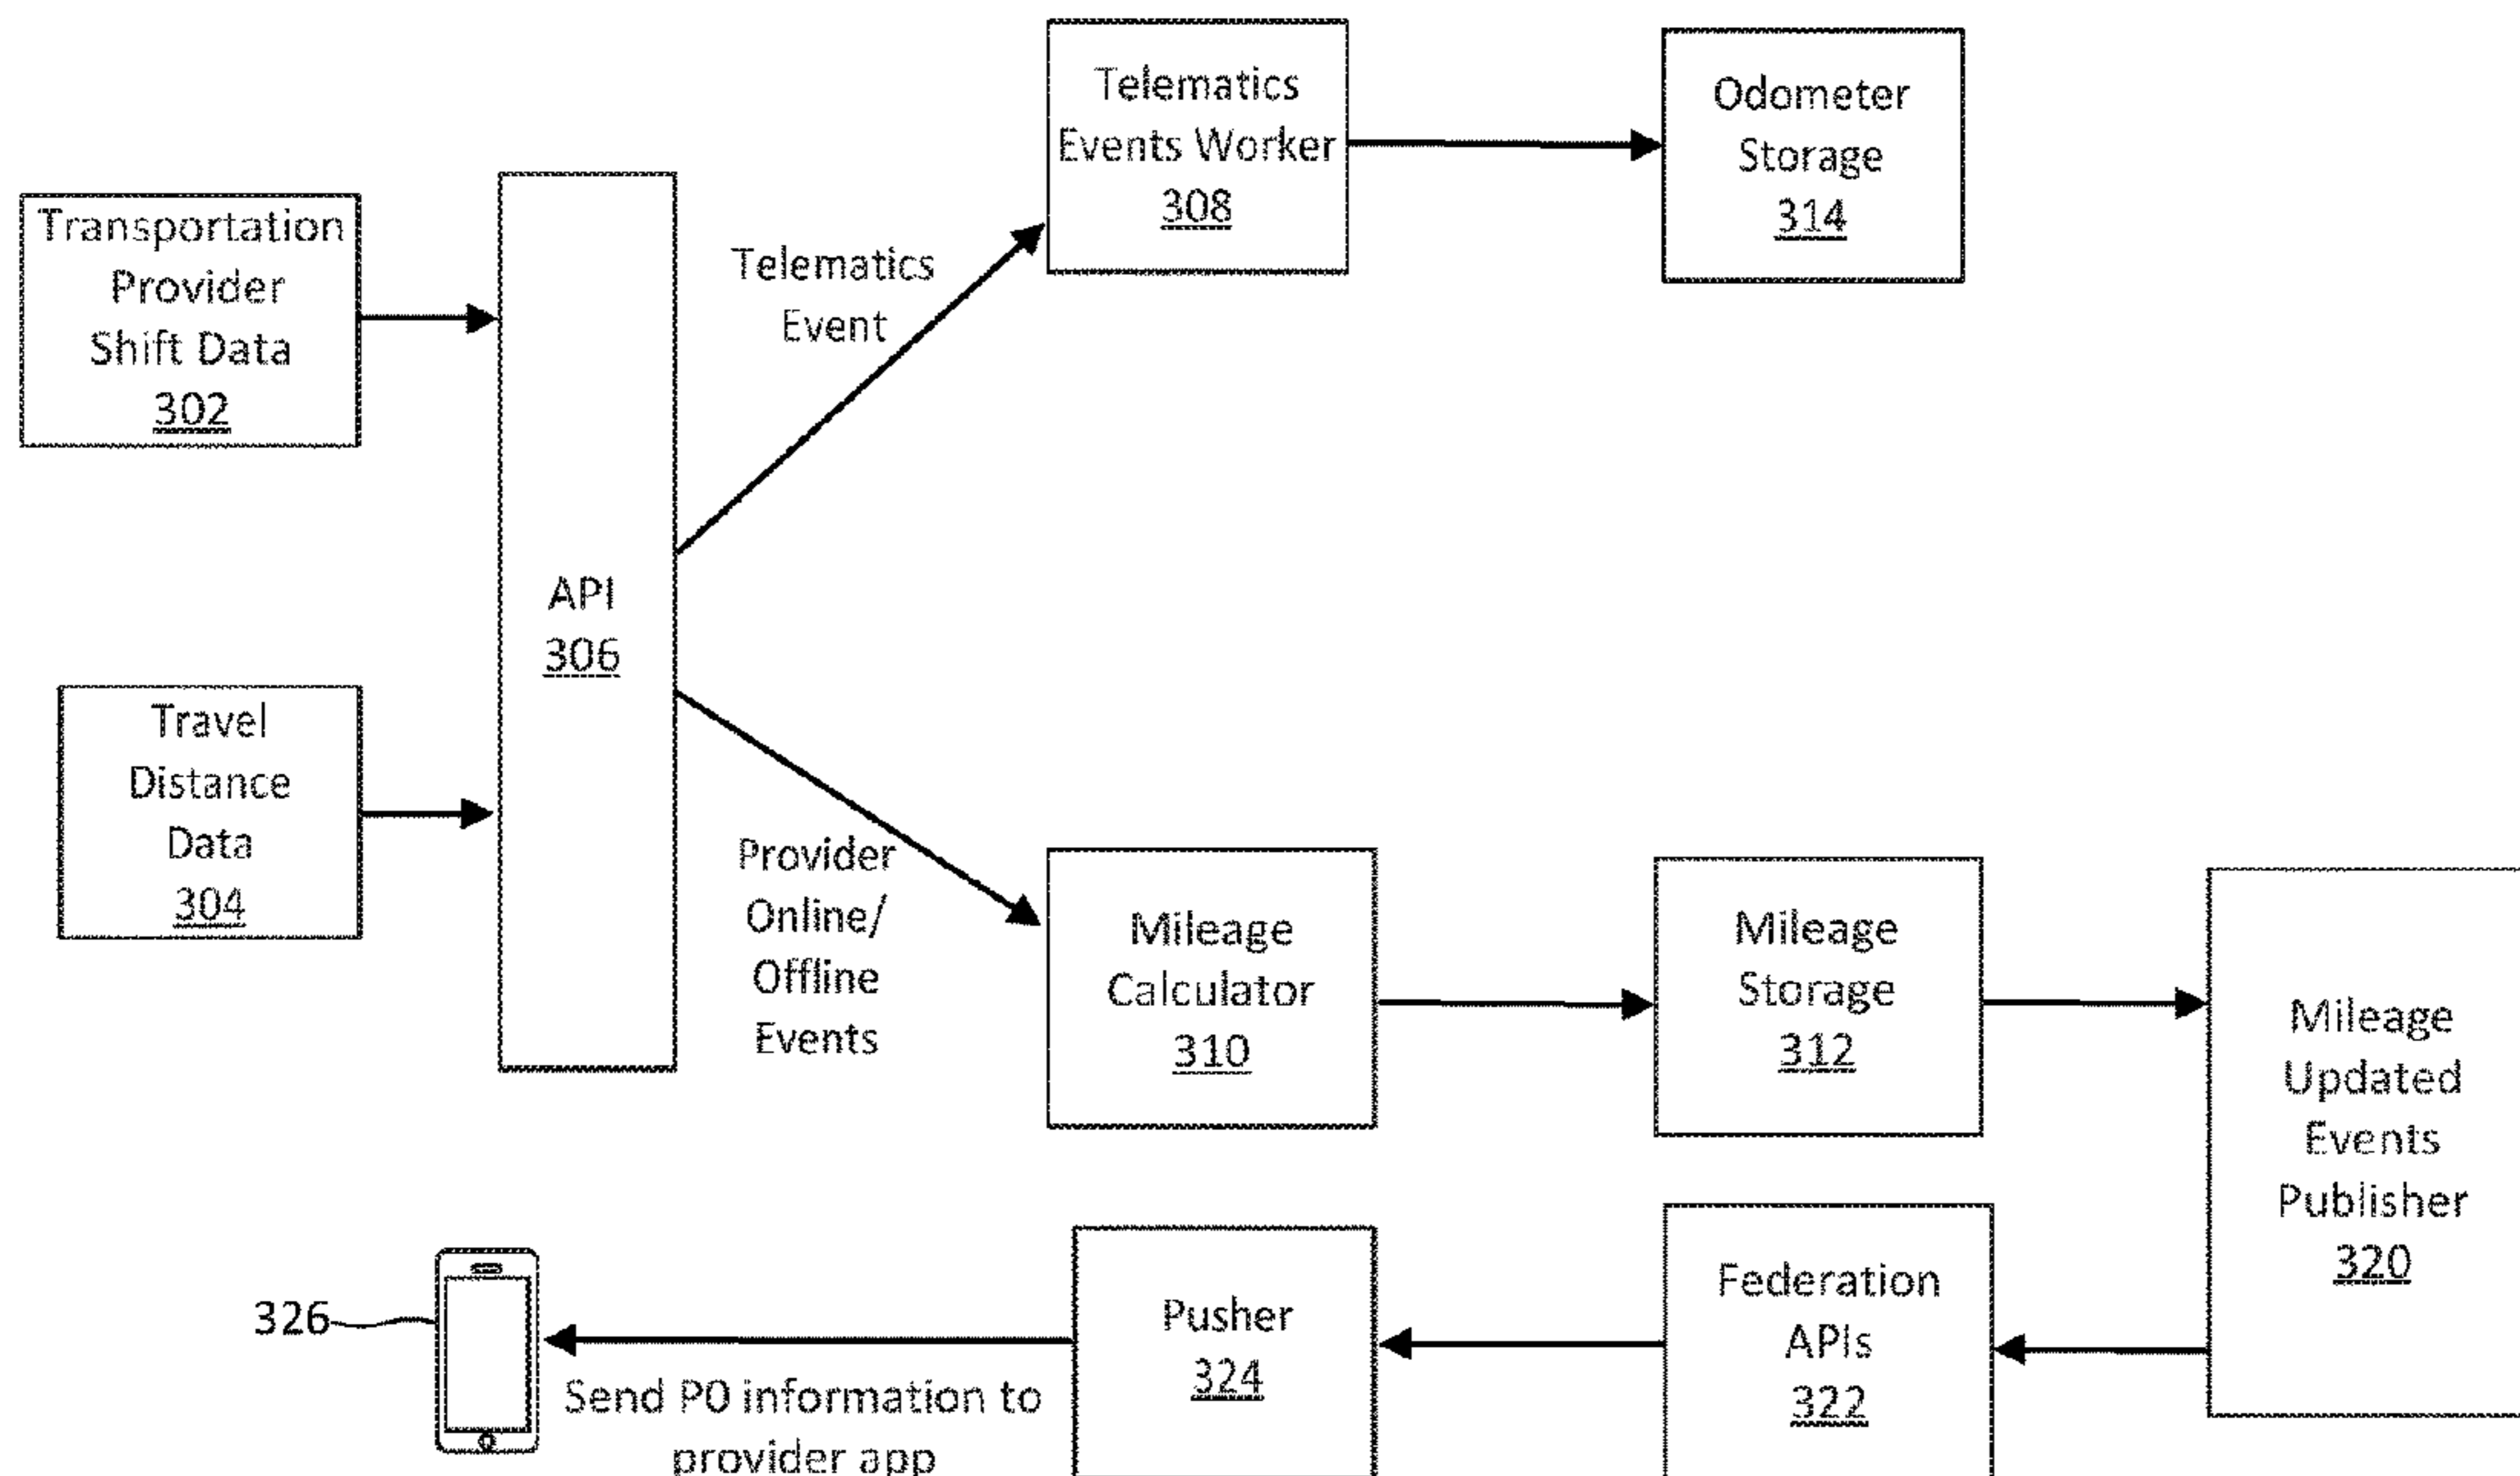 Transportation
Provider
Shift Data
302
Travel
Distance
Data
304
API
306
Telematics
Event
Provider
Online/
Offline
Events
Telematics
Events Worker
308
Odometer
Storage
314
Mileage
Calculator
310
Mileage
Storage
312
Mileage
Updated
Events
Publisher
320
Federation
APIs
322
Pusher
324
Send P0 information to
provider app
326